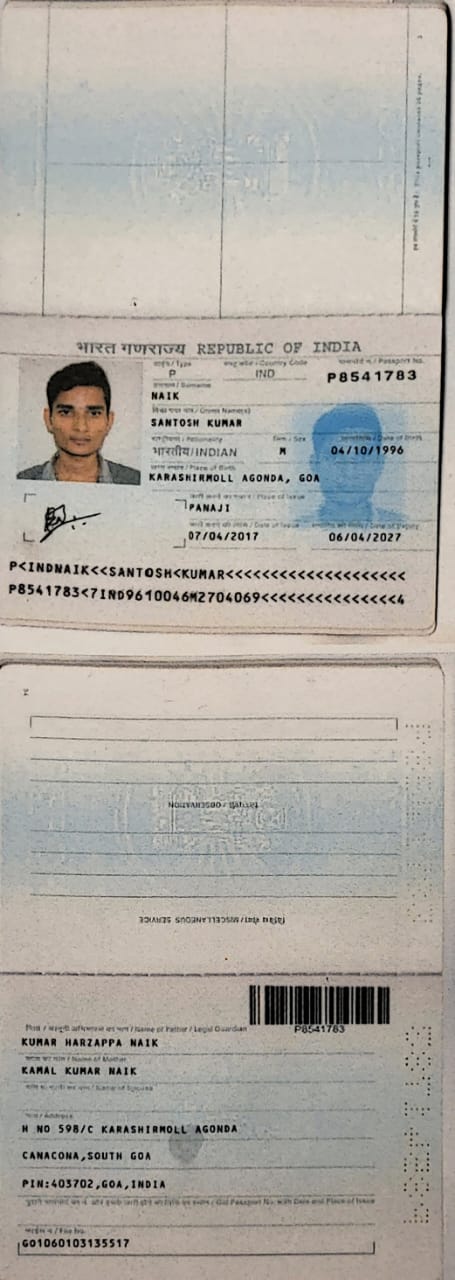 भारत गणराज्य REPUBLIC OF INDIA
टाईप/Type
राष्ट्र कोड/Country Code
पासपोर्ट नं./Passport No.
P
IND
P8541783
उपनाम/Surname
NAIK
दिया गया नाम/Given Name(s)
SANTOSH KUMAR
राष्ट्रीयता/Nationality
लिंग/Sex
जन्मतिथि/Date of Birth
भारतीय/INDIAN
M
04/10/1996
जन्म स्थान/Place of Birth
KARASHIRMOLL AGONDA, GOA
जारी करने का स्थान/Place of Issue
PANAJI
जारी करने की तिथि/Date of Issue
समाप्ति की तिथि/Date of Expiry
07/04/2017
06/04/2027
P<INDNAIK<<SANTOSH<KUMAR<<<<<<<<<<<<<<<<<<<<
P8541783<7IND9610046M2704069<<<<<<<<<<<<<<<<4
टिप्पणी/OBSERVATION
विविध सेवा/MISCELLANEOUS SERVICE
P8541783
पिता/कानूनी अभिभावक का नाम/Name of Father/Legal Guardian
KUMAR HARZAPPA NAIK
माता का नाम/Name of Mother
KAMAL KUMAR NAIK
पति या पत्नी का नाम/Name of Spouse
पता/Address
H NO 598/C KARASHIRMOLL AGONDA
CANACONA,SOUTH GOA
PIN:403702,GOA,INDIA
पुराने पासपोर्ट का नं. और इसके जारी होने की तिथि एवं स्थान/Old Passport No. with Date and Place of Issue
फाईल नं./File No.
GO1060103135517